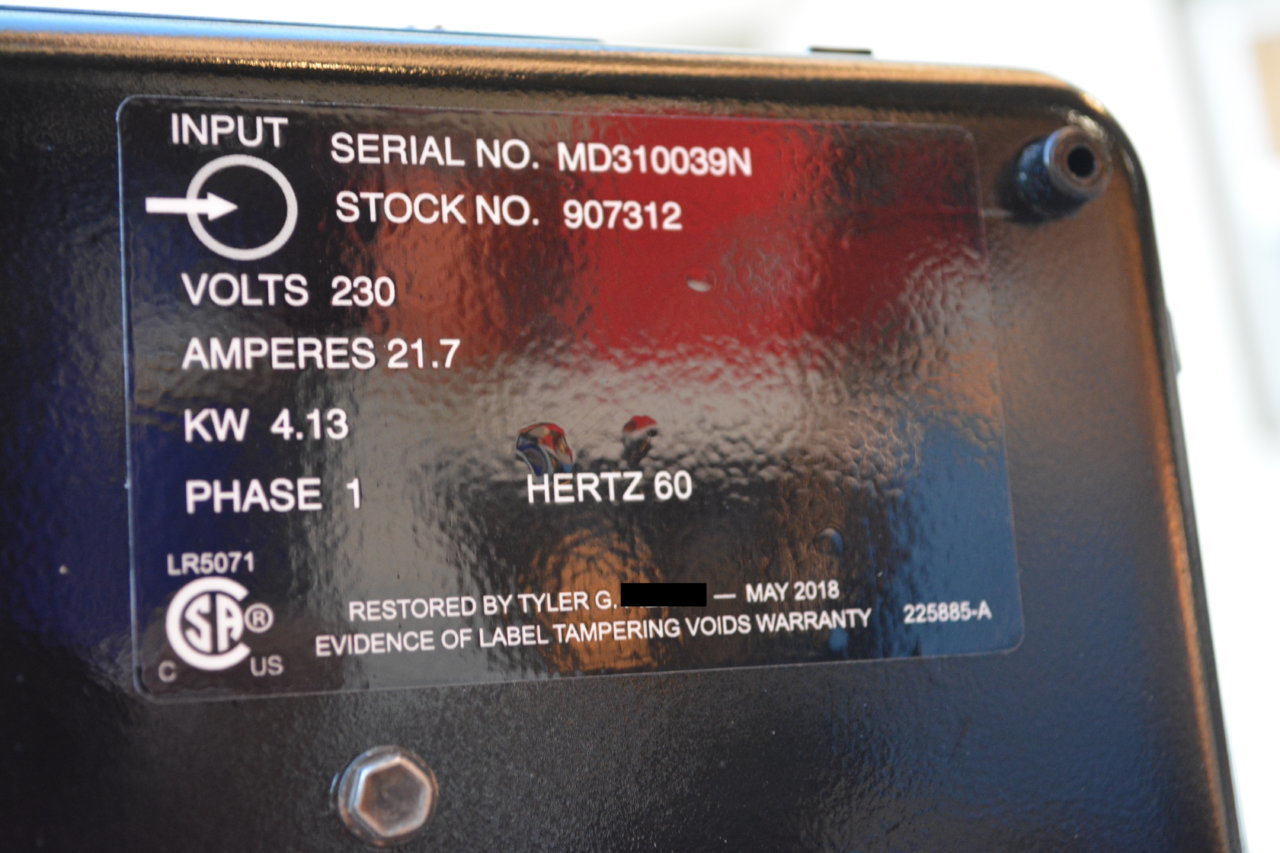 INPUT
SERIAL NO. MD310039N
STOCK NO. 907312
VOLTS 230
AMPERES 21.7
KW 4.13
PHASE 1 HERTZ 60
LR5071
CSA®
C US
RESTORED BY TYLER G. — MAY 2018
EVIDENCE OF LABEL TAMPERING VOIDS WARRANTY 225885-A